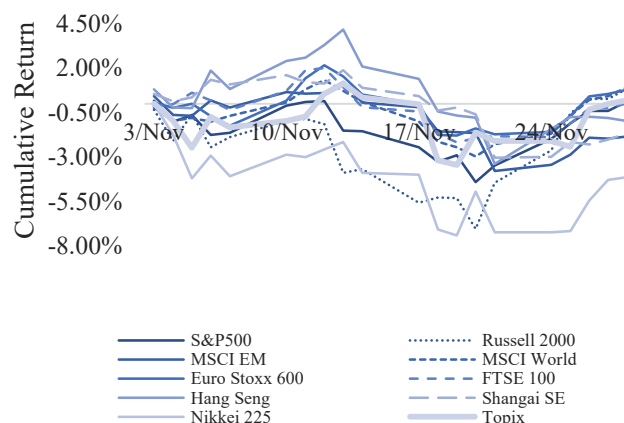 Cumulative Return
4.50%
2.00%
-0.50%
-3.00%
-5.50%
-8.00%
3/Nov 10/Nov 17/Nov 24/Nov
S&P500 Russell 2000
MSCI EM MSCI World
Euro Stoxx 600 FTSE 100
Hang Seng Shangai SE
Nikkei 225 Topix